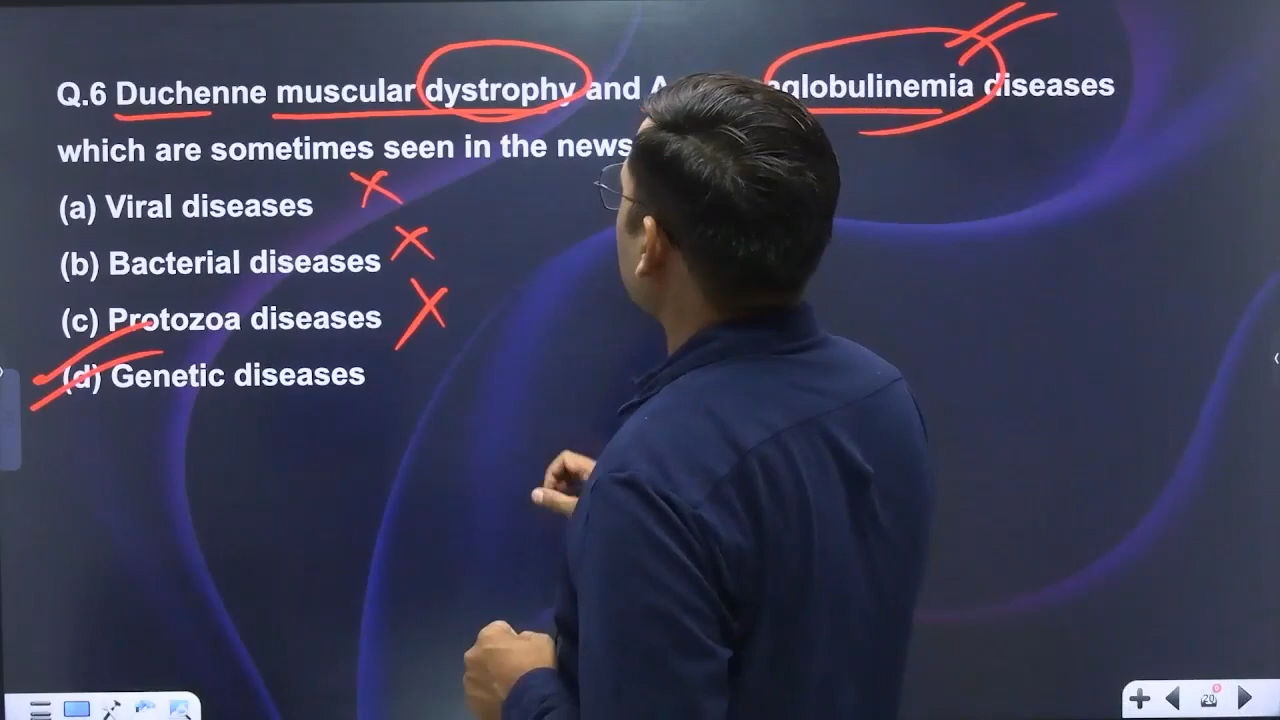 Q.6 Duchenne muscular dystrophy and diseases
which are sometimes seen in the news
(a) Viral diseases
(b) Bacterial diseases
(c) Protozoa diseases
(d) Genetic diseases
20